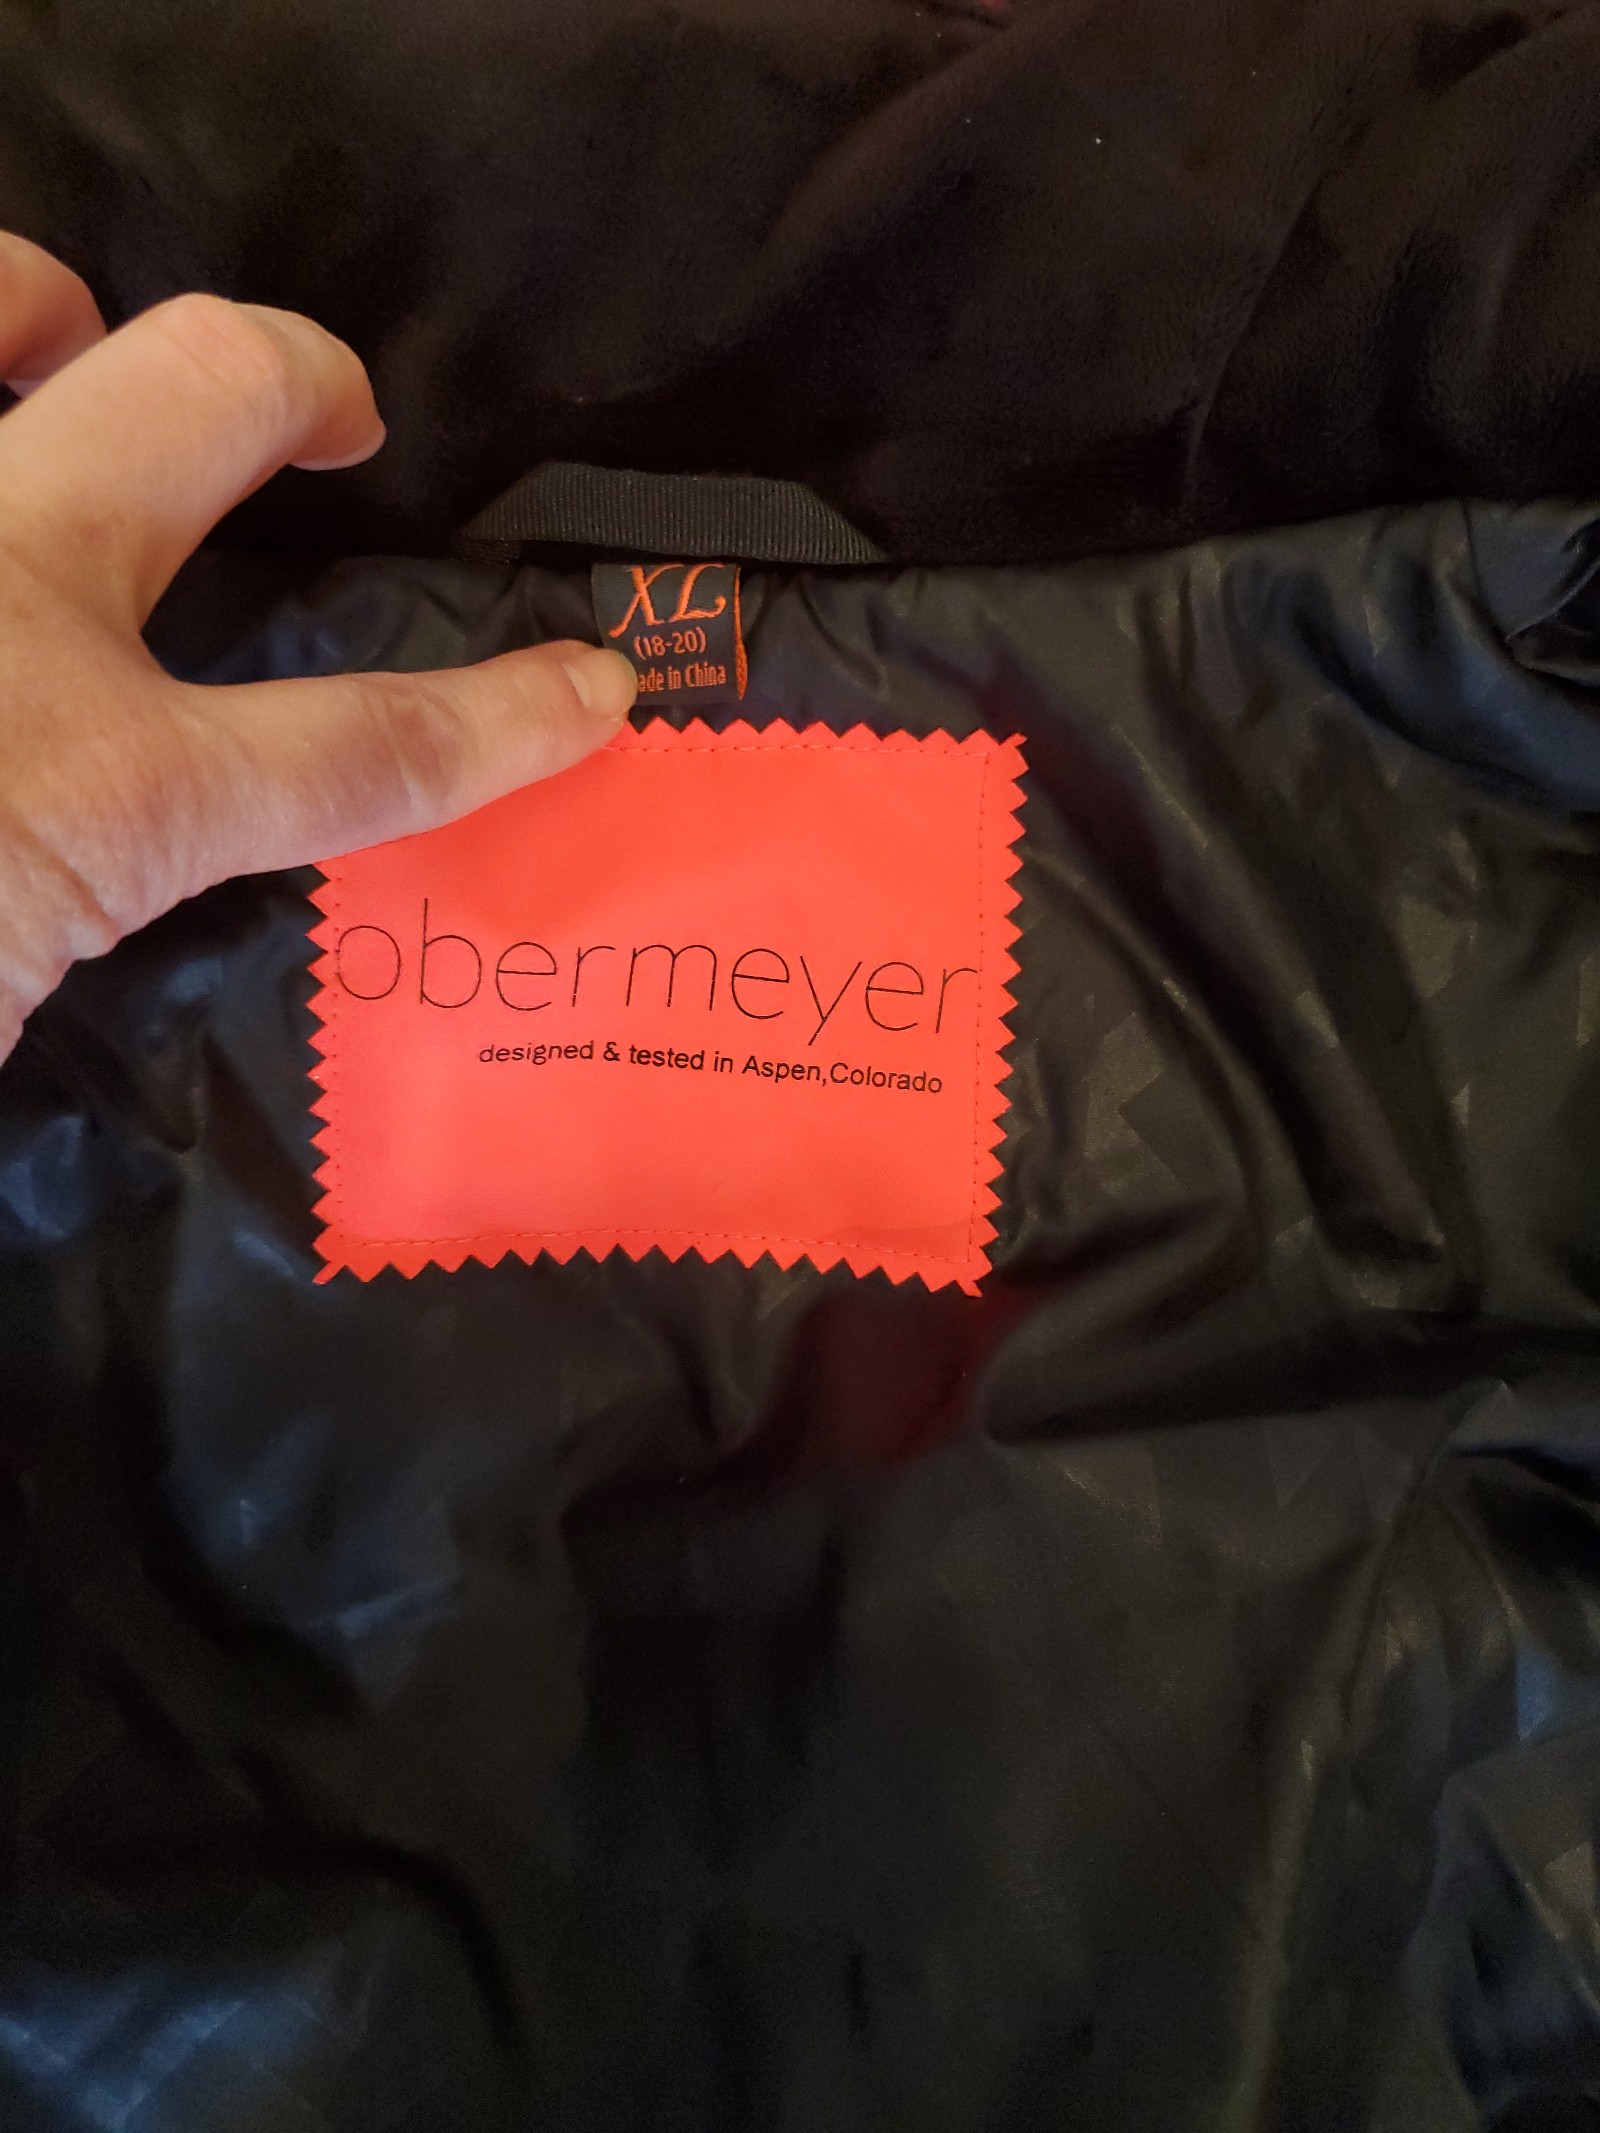 XL
(18-20)
ade in China
obermeyer
designed & tested in Aspen,Colorado